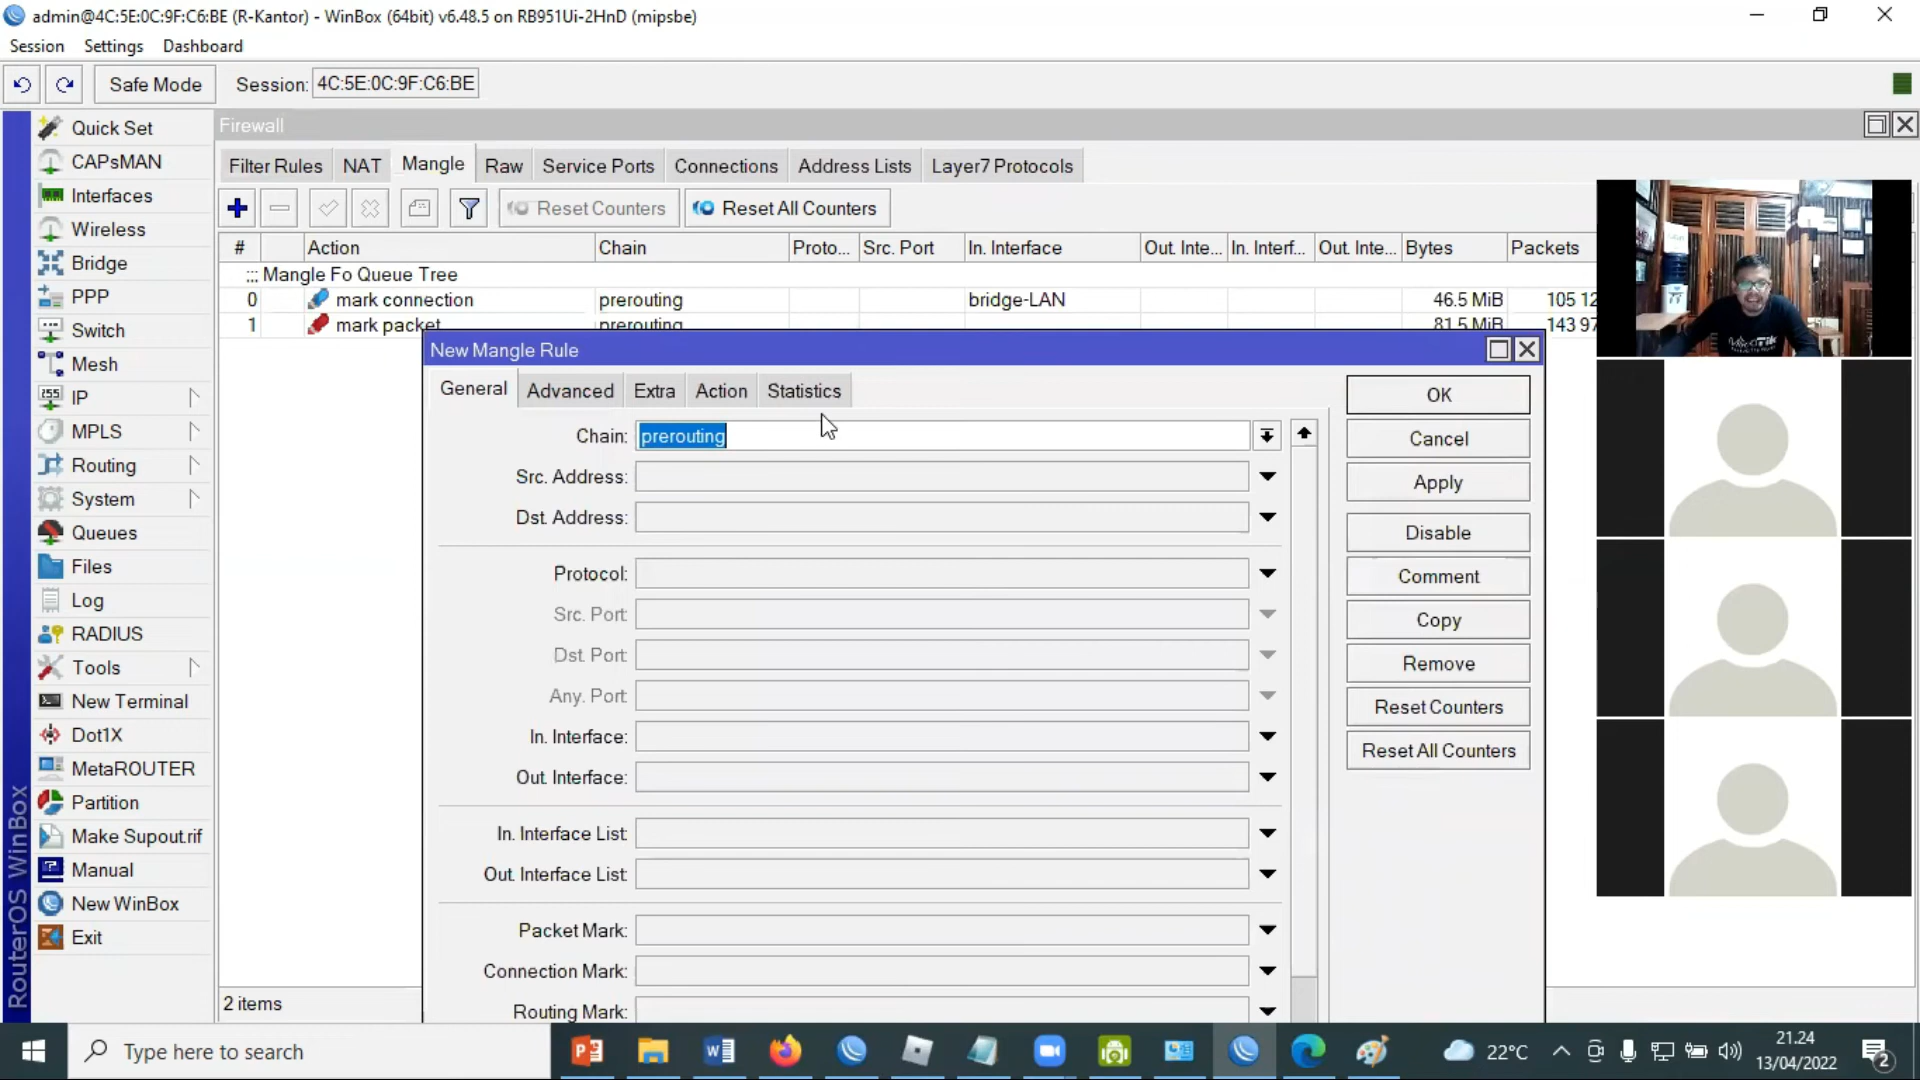 admin@4C:5E:0C:9F:C6:BE (R-Kantor) - WinBox (64bit) v6.48.5 on RB951Ui-2HnD (mipsbe)
Session Settings Dashboard
Safe Mode Session: 4C:5E:0C:9F:C6:BE
Firewall
Filter Rules NAT Mangle Raw Service Ports Connections Address Lists Layer7 Protocols
Reset Counters Reset All Counters
# Action Chain Proto... Src. Port In. Interface Out. Inte... In. Interf... Out. Inte... Bytes Packets
::: Mangle Fo Queue Tree
0 mark connection prerouting bridge-LAN 46.5 MiB 105 12
1 mark packet prerouting 81.5 MiB 143 97
Quick Set
CAPsMAN
Interfaces
Wireless
Bridge
PPP
Switch
Mesh
IP
MPLS
Routing
System
Queues
Files
Log
RADIUS
Tools
New Terminal
Dot1X
MetaROUTER
Partition
Make Supout.rif
Manual
New WinBox
Exit
RouterOS WinBox
New Mangle Rule
General Advanced Extra Action Statistics
Chain: prerouting
Src. Address:
Dst. Address:
Protocol:
Src. Port:
Dst. Port:
Any. Port:
In. Interface:
Out. Interface:
In. Interface List:
Out. Interface List:
Packet Mark:
Connection Mark:
Routing Mark:
OK
Cancel
Apply
Disable
Comment
Copy
Remove
Reset Counters
Reset All Counters
2 items
Type here to search
22°C
21.24
13/04/2022
2